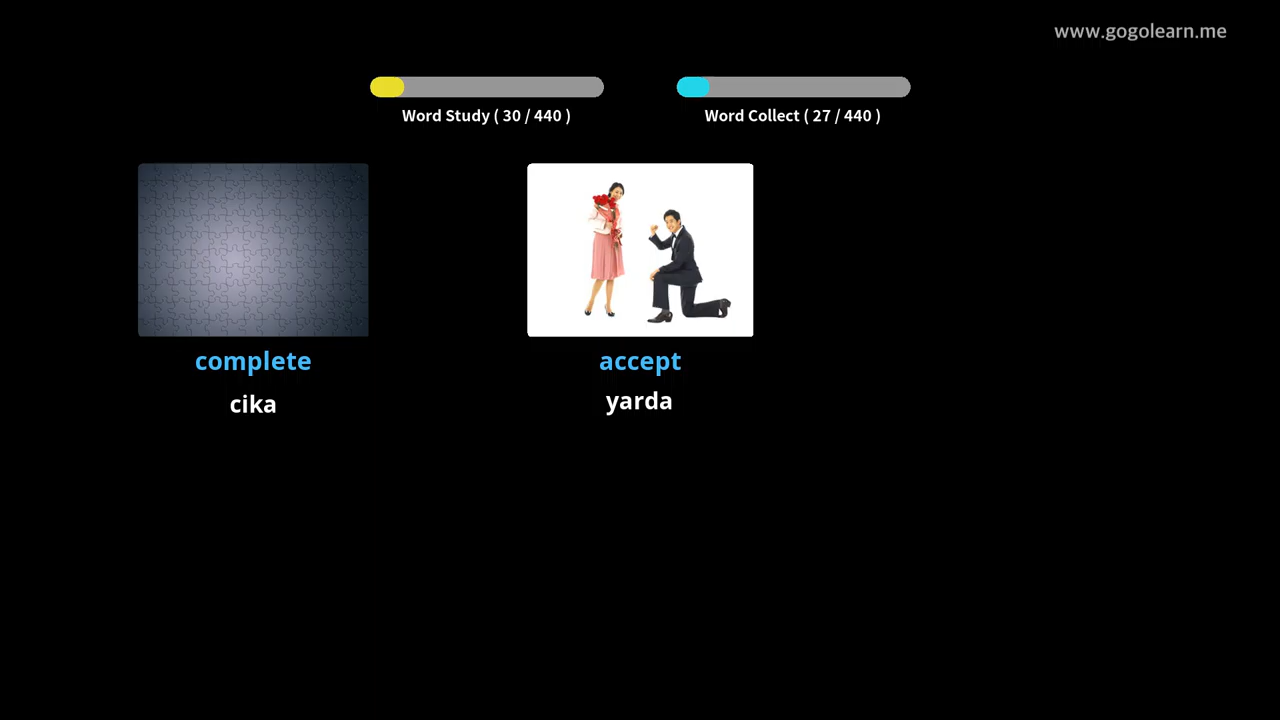 www.gogolearn.me
Word Study ( 30 / 440 )
Word Collect ( 27 / 440 )
complete
accept
cika
yarda